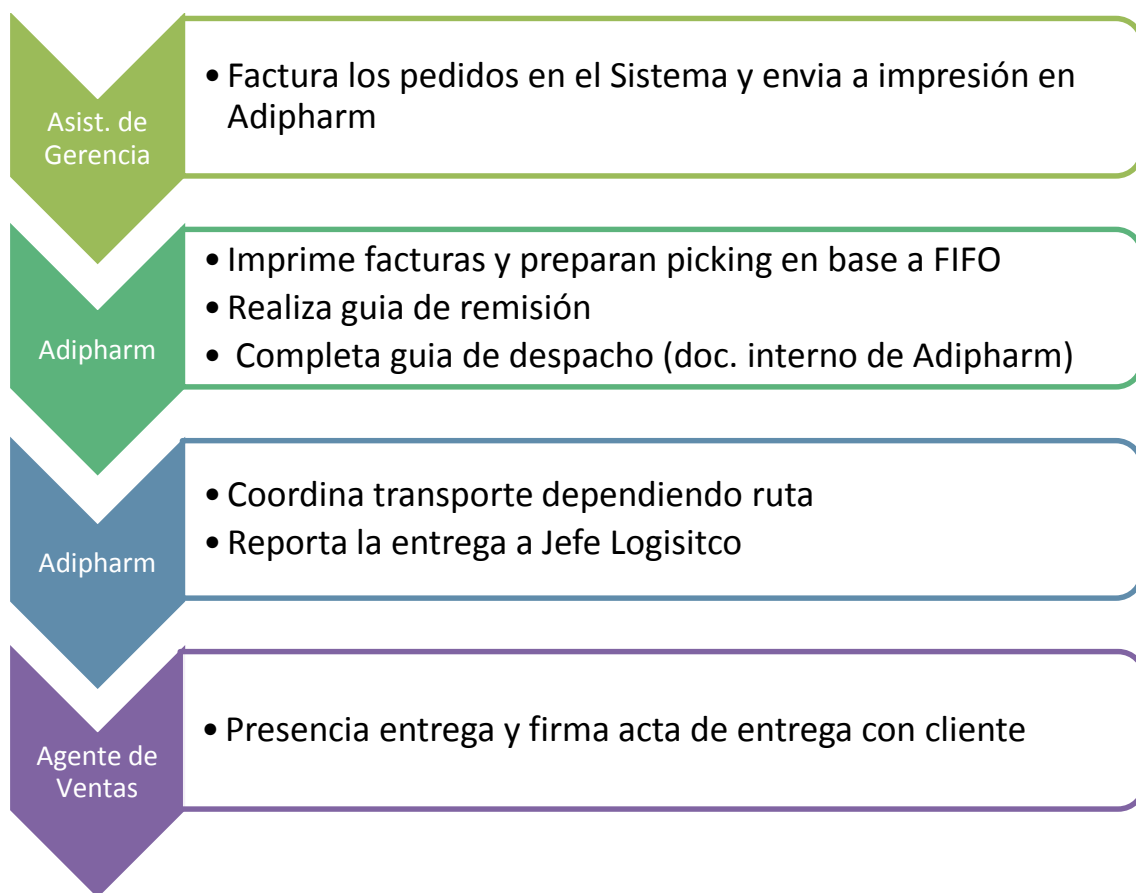 Asist. de
Gerencia
• Factura los pedidos en el Sistema y envia a impresión en
Adipharm
Adipharm
• Imprime facturas y preparan picking en base a FIFO
• Realiza guia de remisión
• Completa guia de despacho (doc. interno de Adipharm)
Adipharm
• Coordina transporte dependiendo ruta
• Reporta la entrega a Jefe Logisitco
Agente de
Ventas
• Presencia entrega y firma acta de entrega con cliente